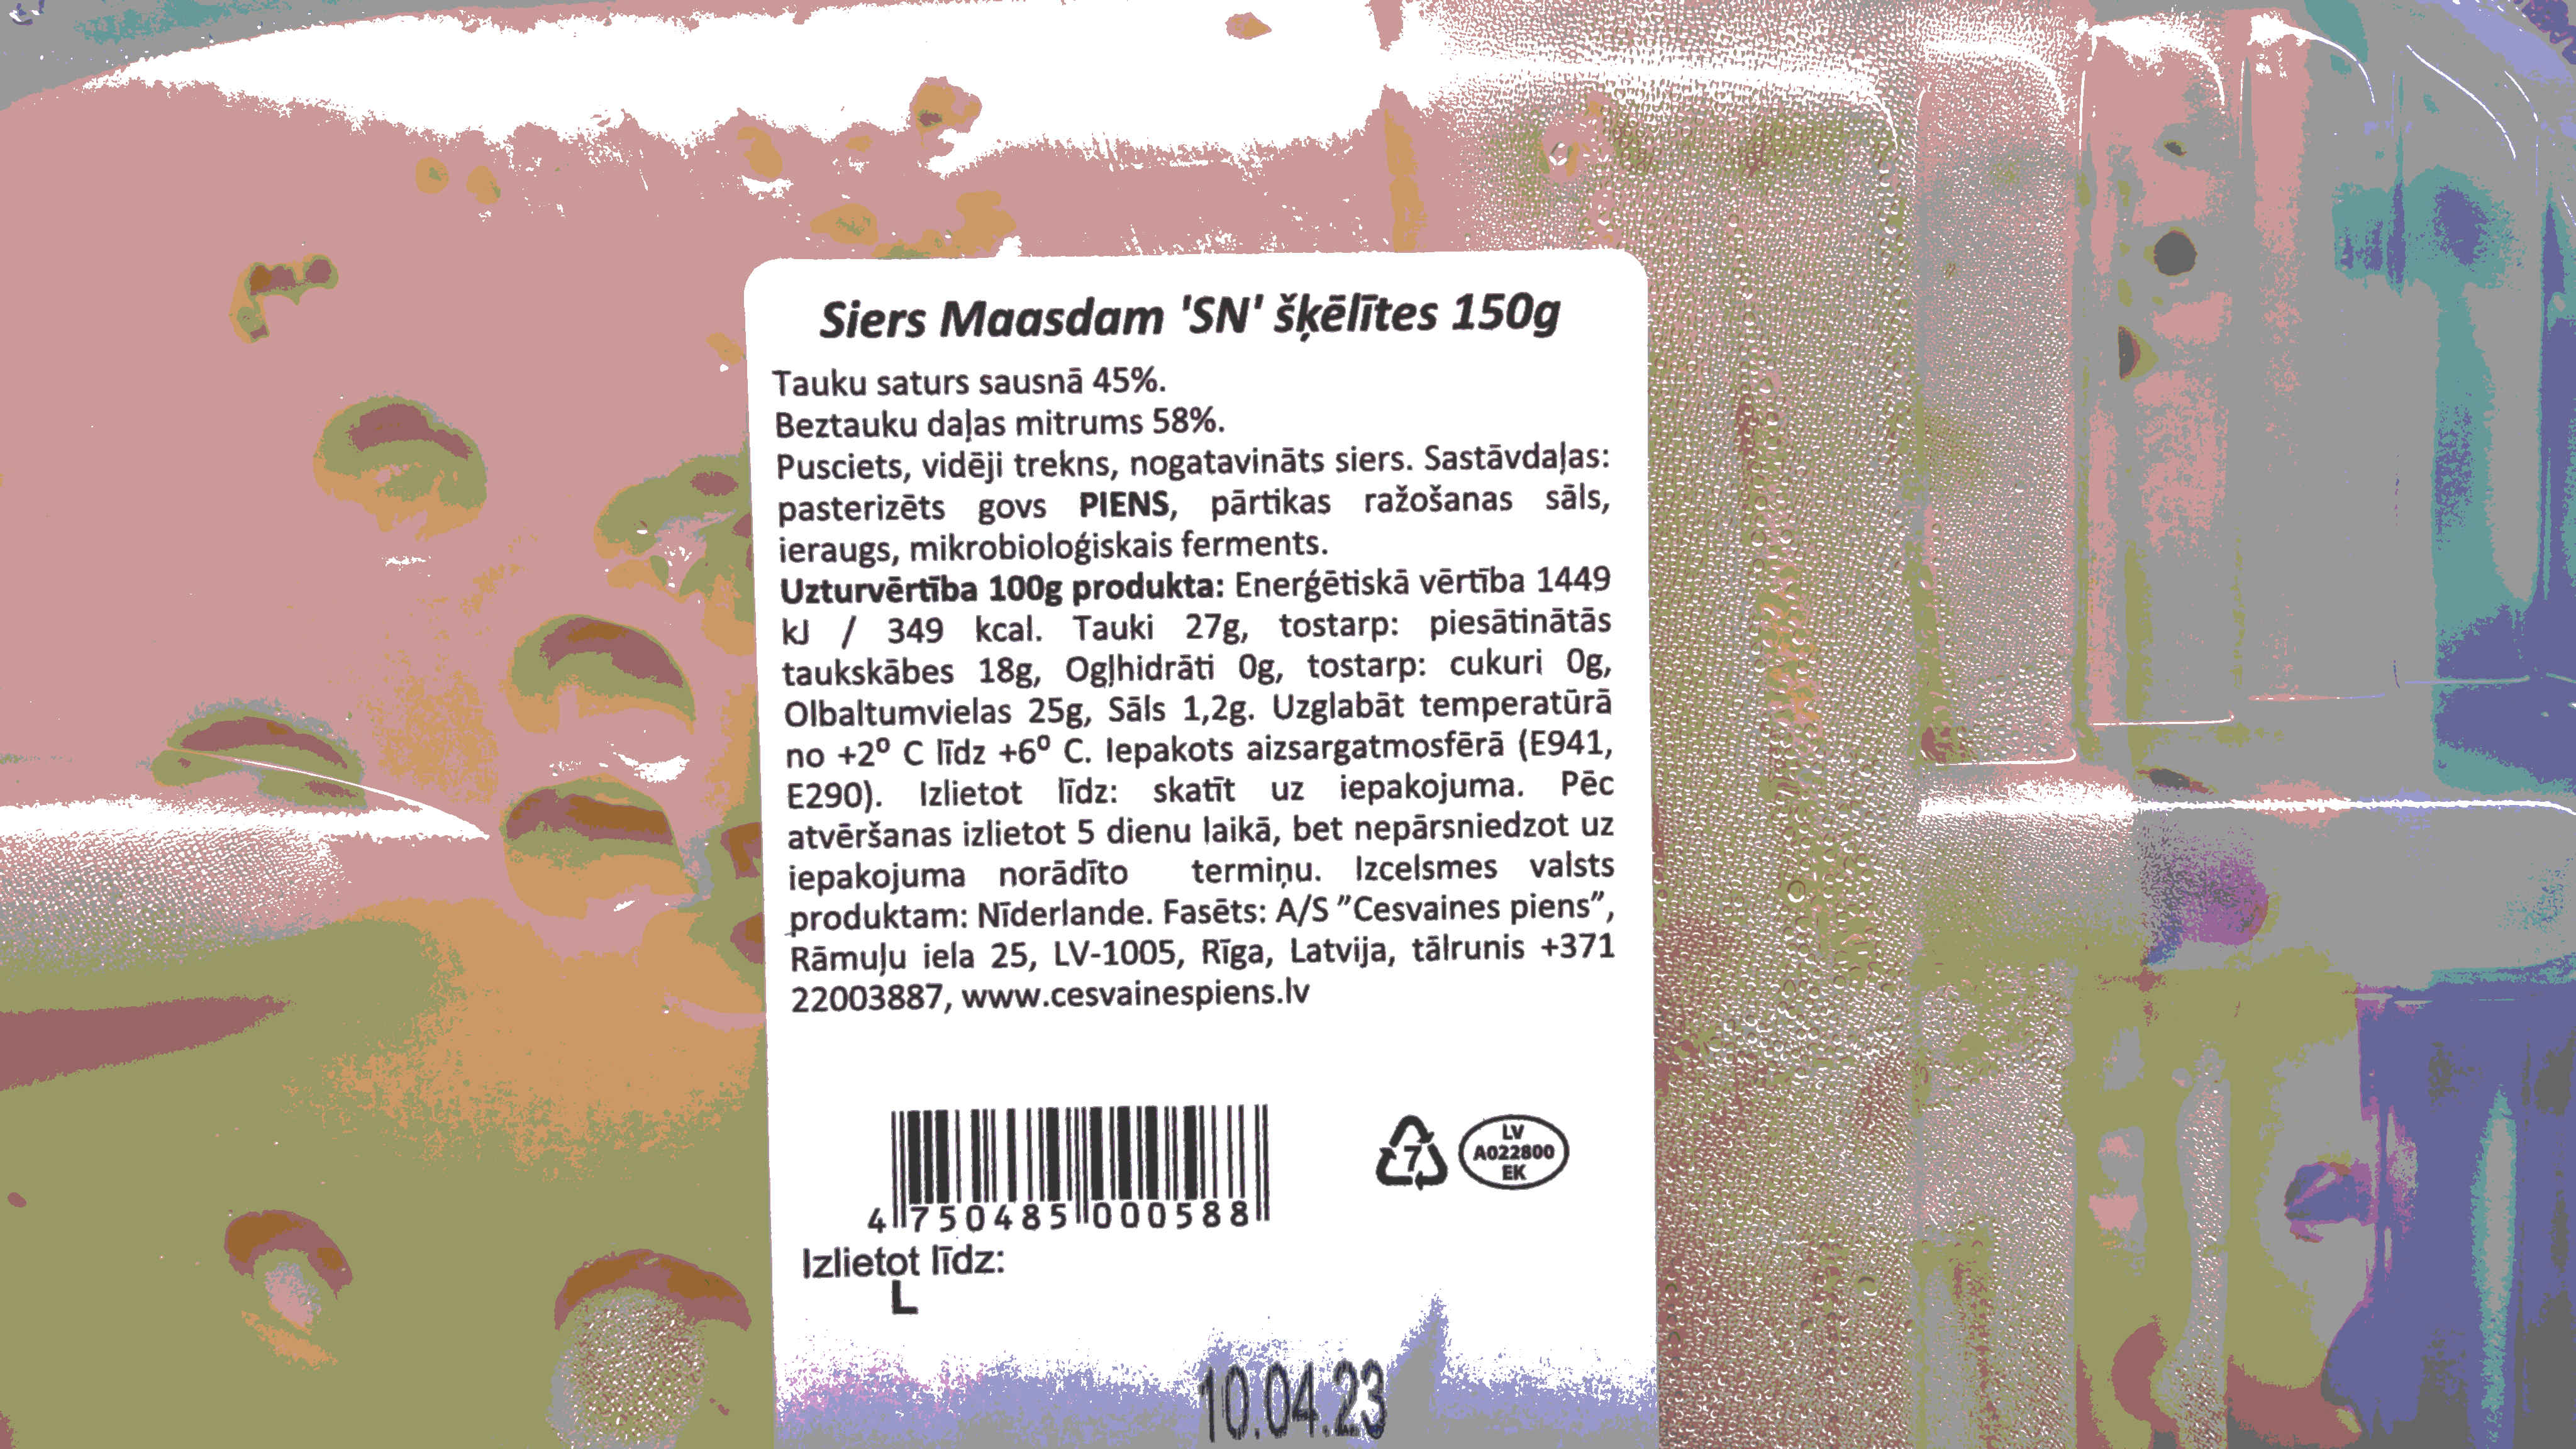 Siers Maasdam 'SN' šķēlītes 150g
Tauku saturs sausnā 45%.
Beztauku daļas mitrums 58%.
Pusciets, vidēji trekns, nogatavināts siers. Sastāvdaļas:
pasterizēts govs PIENS, pārtikas ražošanas sāls,
ieraugs, mikrobioloģiskais ferments.
Uzturvērtība 100g produkta: Enerģētiskā vērtība 1449
kJ / 349 kcal. Tauki 27g, tostarp: piesātinātās
taukskābes 18g, Ogļhidrāti 0g, tostarp: cukuri 0g,
Olbaltumvielas 25g, Sāls 1,2g. Uzglabāt temperatūrā
no +2⁰ C līdz +6⁰ C. Iepakots aizsargatmosfērā (E941,
E290). Izlietot līdz: skatīt uz iepakojuma. Pēc
atvēršanas izlietot 5 dienu laikā, bet nepārsniedzot uz
iepakojuma norādīto termiņu. Izcelsmes valsts
produktam: Nīderlande. Fasēts: A/S ”Cesvaines piens”,
Rāmuļu iela 25, LV-1005, Rīga, Latvija, tālrunis +371
22003887, www.cesvainespiens.lv
7
LV
A022800
EK
4 750485 000588
Izlietot līdz:
L
10.04.23